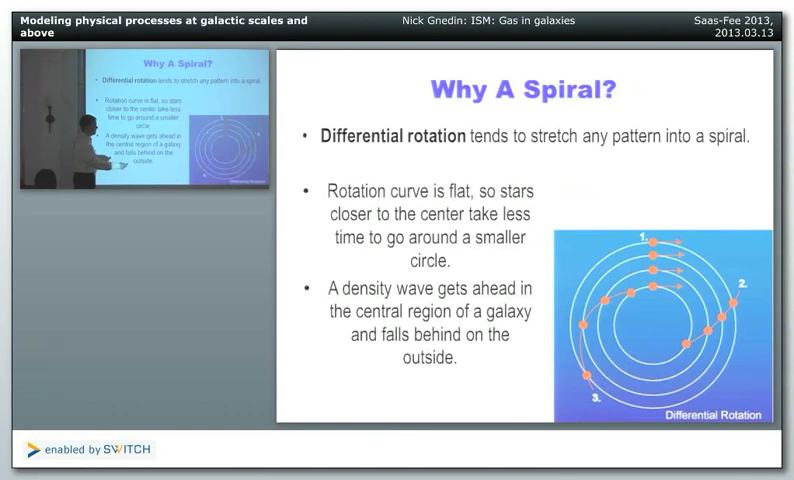 Modeling physical processes at galactic scales and
above
Nick Gnedin: ISM: Gas in galaxies
Saas-Fee 2013,
2013.03.13
Why A Spiral?
• Differential rotation tends to stretch any pattern into a spiral.
• Rotation curve is flat, so stars
closer to the center take less
time to go around a smaller
circle.
• A density wave gets ahead in
the central region of a galaxy
and falls behind on the
outside.
Differential Rotation
Why A Spiral?
• Differential rotation tends to stretch any pattern into a spiral.
• Rotation curve is flat, so stars
closer to the center take less
time to go around a smaller
circle.
• A density wave gets ahead in
the central region of a galaxy
and falls behind on the
outside.
1.
2.
3.
Differential Rotation
enabled by SWITCH